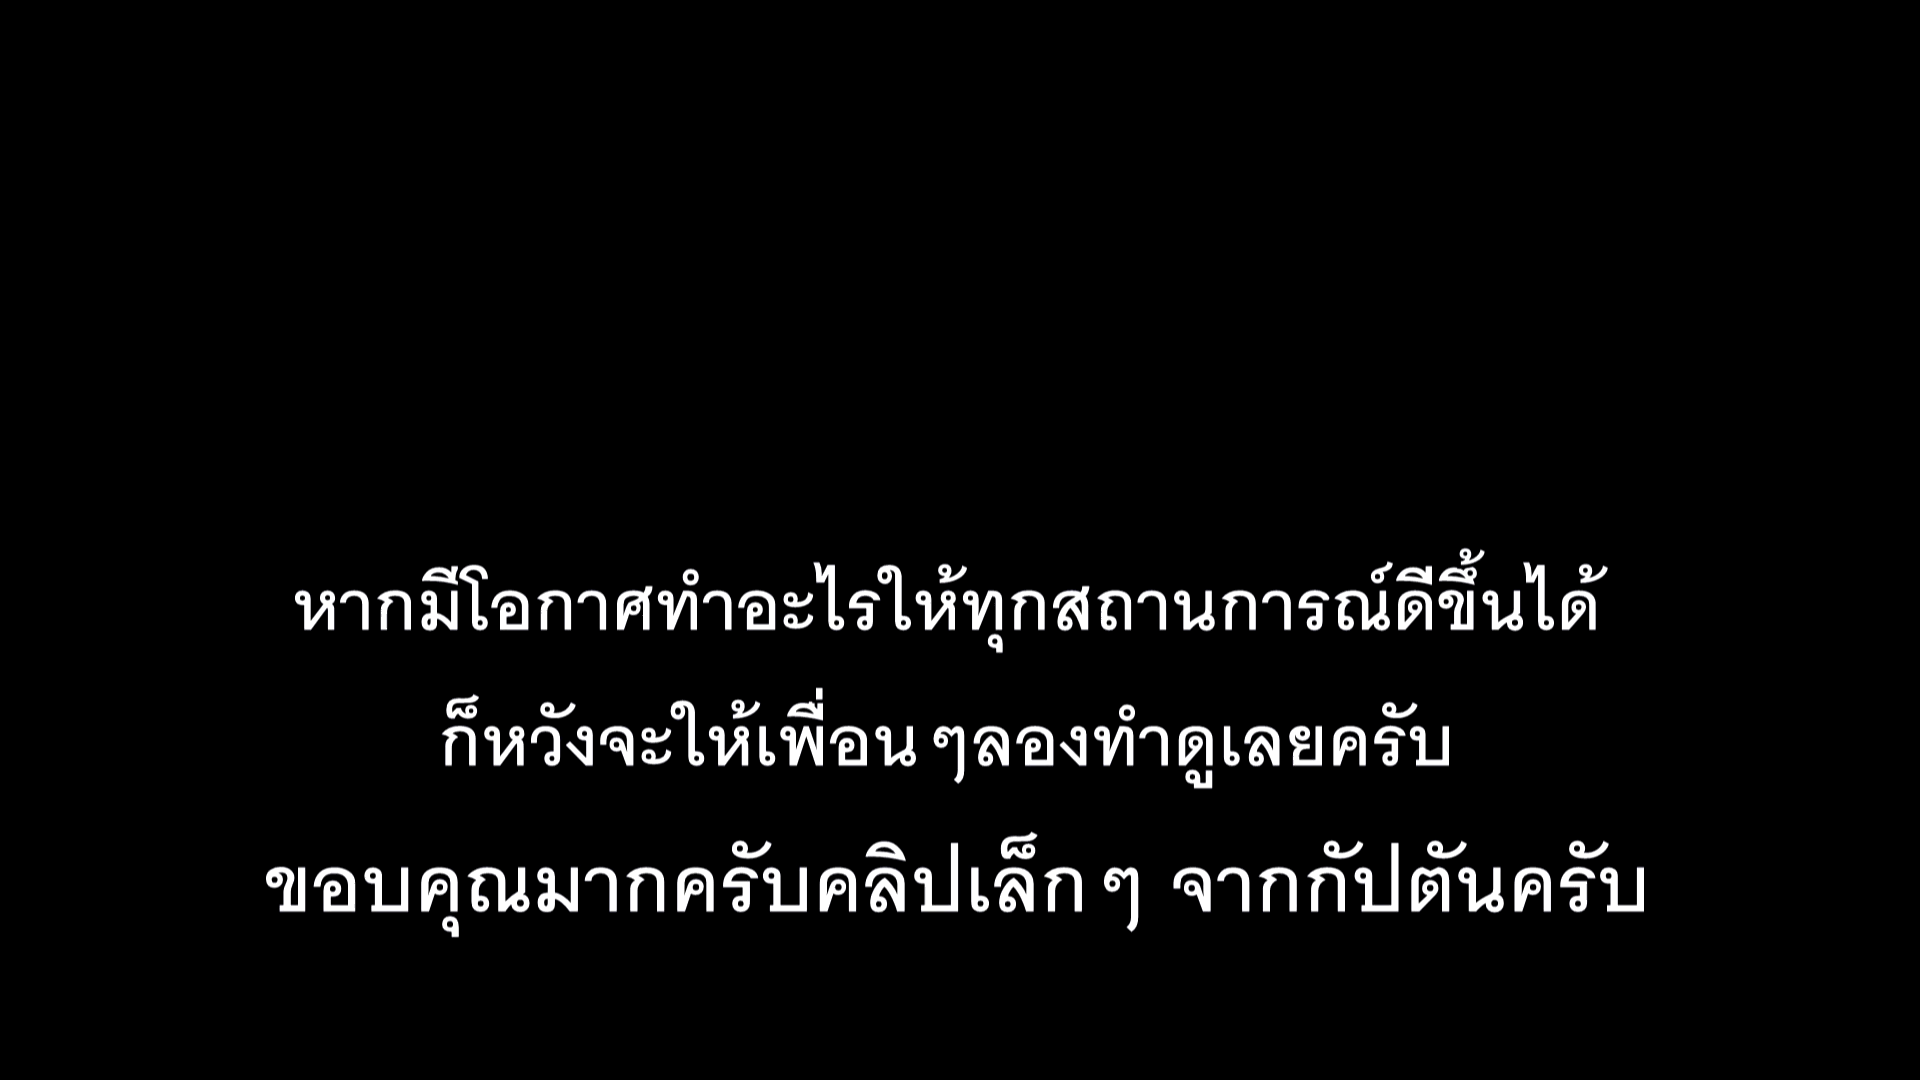 หากมีโอกาศทำอะไรให้ทุกสถานการณ์ดีขึ้นได้
ก็หวังจะให้เพื่อนๆลองทำดูเลยครับ
ขอบคุณมากครับคลิปเล็กๆ จากกัปตันครับ